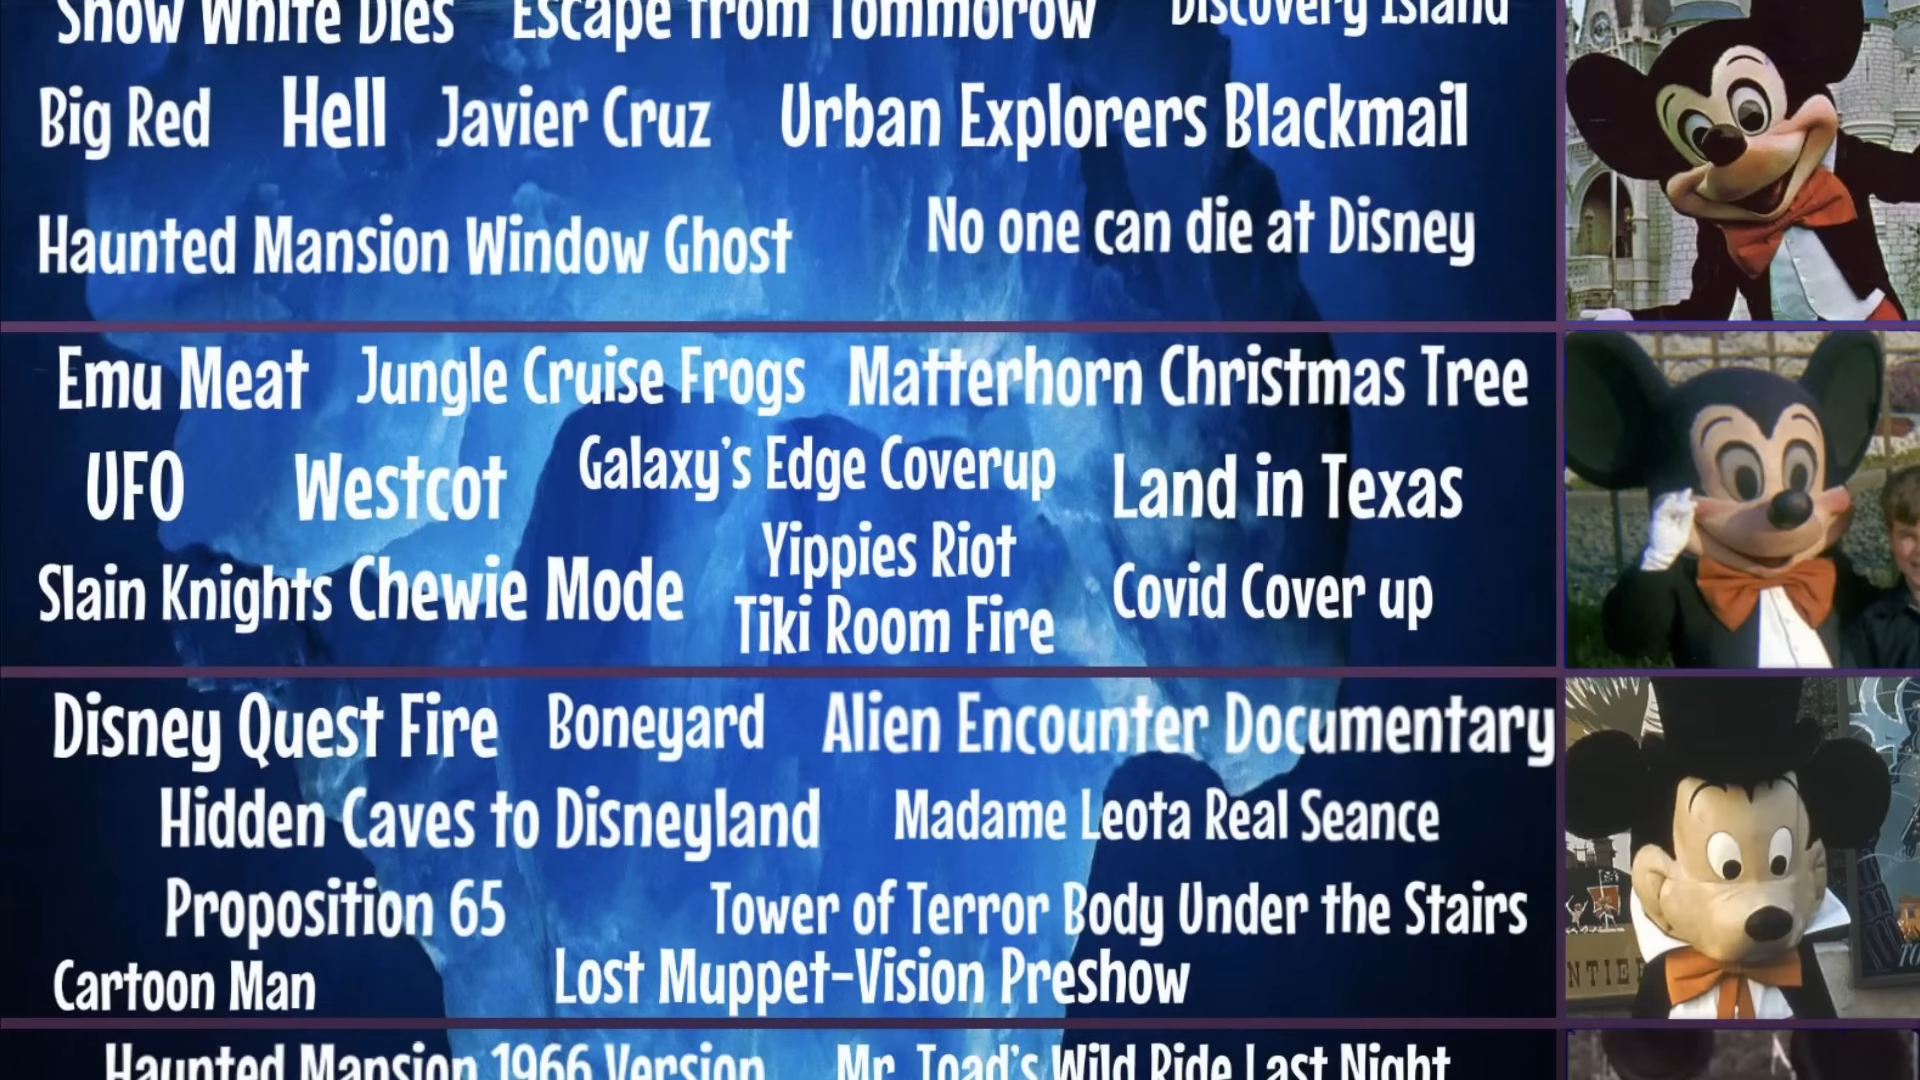 Snow White Dies Escape from Tommorow Discovery Island
Big Red Hell Javier Cruz Urban Explorers Blackmail
Haunted Mansion Window Ghost No one can die at Disney
Emu Meat Jungle Cruise Frogs Matterhorn Christmas Tree
UFO Westcot Galaxy's Edge Coverup Land in Texas
Yippies Riot
Slain Knights Chewie Mode Covid Cover up
Tiki Room Fire
Disney Quest Fire Boneyard Alien Encounter Documentary
Hidden Caves to Disneyland Madame Leota Real Seance
Proposition 65 Tower of Terror Body Under the Stairs
Cartoon Man Lost Muppet-Vision Preshow
NTIE
Haunted Mansion 1966 Version Mr. Toad's Wild Ride Last Night